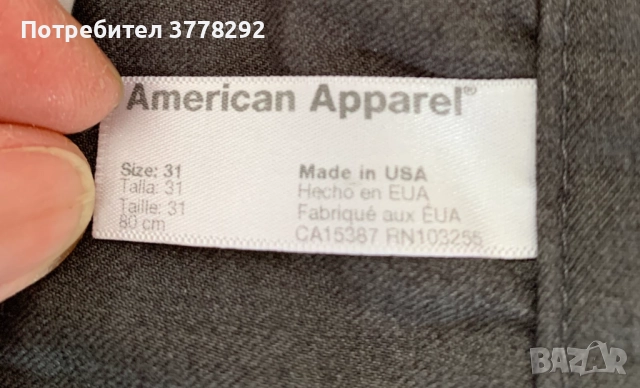 Потребител 3778292
American Apparel®
Size: 31
Talla: 31
Taille: 31
80 cm
Made in USA
Hecho en EUA
Fabriqué aux ÉUA
CA15387 RN103255
BAZAR